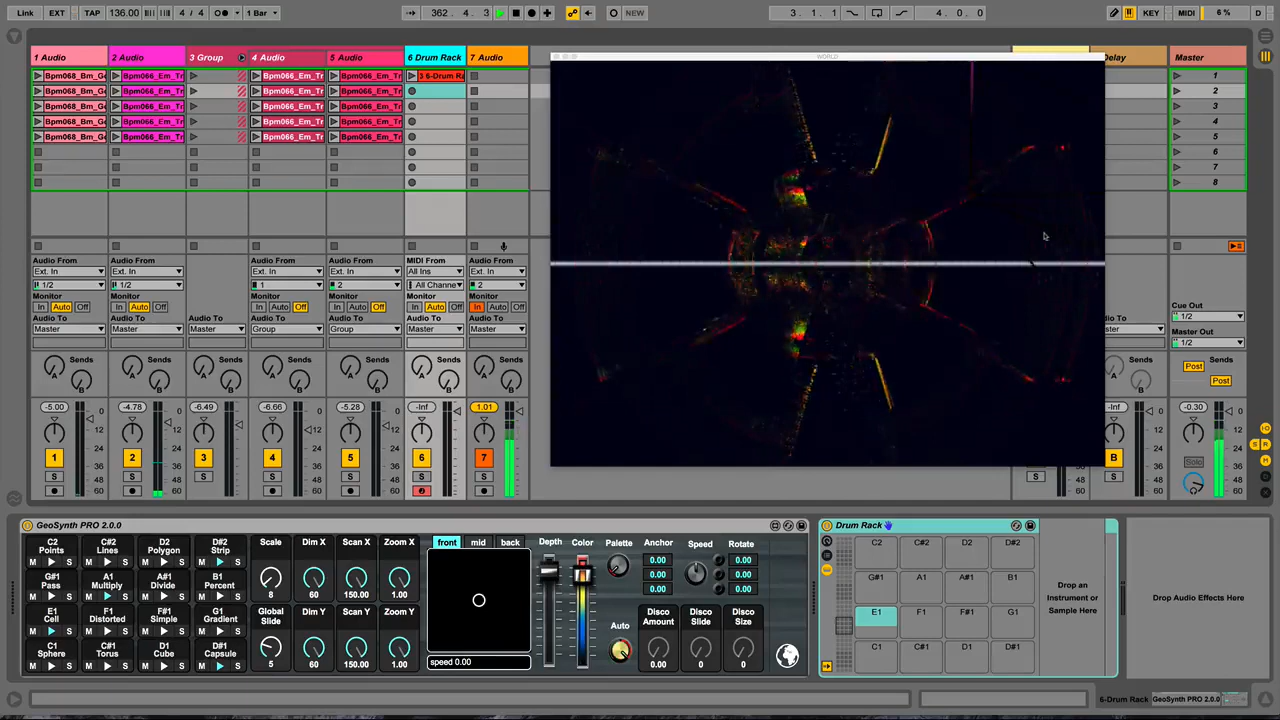 Link EXT TAP 136.00 4 / 4 1 Bar 362. 4. 3 NEW 3. 1. 1 4. 0. 0 KEY MIDI 6 % D
1 Audio 2 Audio 3 Group 4 Audio 5 Audio 6 Drum Rack 7 Audio WORLD Delay Master
Bpm068_Bm_G Bpm066_Em_Tr Bpm066_Em_Tr Bpm066_Em_Tr 3 6-Drum Ra 1
Bpm068_Bm_G Bpm066_Em_Tr Bpm066_Em_Tr Bpm066_Em_Tr 2
Bpm068_Bm_G Bpm066_Em_Tr Bpm066_Em_Tr Bpm066_Em_Tr 3
Bpm068_Bm_G Bpm066_Em_Tr Bpm066_Em_Tr Bpm066_Em_Tr 4
Bpm068_Bm_G Bpm066_Em_Tr Bpm066_Em_Tr Bpm066_Em_Tr 5
6
7
8
Audio From Audio From Audio From Audio From MIDI From Audio From
Ext. In Ext. In Ext. In Ext. In All Ins Ext. In
1/2 1/2 1 2 All Channe 2
Monitor Monitor Monitor Monitor Monitor Monitor Cue Out
In Auto Off In Auto Off In Auto Off In Auto Off In Auto Off In Auto Off 1/2
Audio To Audio To Audio To Audio To Audio To Audio To Audio To Master Out
Master Master Master Group Group Master Master Master 1/2
Sends Sends Sends Sends Sends Sends Sends Sends Sends
A A A A A A A A Post
B B B B B B B B Post
-5.00 -4.78 -6.49 -6.66 -5.28 -Inf 1.01 -Inf -0.30
12 12 12 12 12 12 12 12 12
24 24 24 24 24 24 24 24 24
1 2 3 4 5 6 7 B Solo
36 36 36 36 36 36 36 36 36
S S S S S S S S
48 48 48 48 48 48 48 48 48
60 60 60 60 60 60 60 60 60
GeoSynth PRO 2.0.0 Drum Rack
C2 C#2 D2 D#2 Scale Dim X Scan X Zoom X front mid back Depth Color Palette Anchor Speed Rotate C2 C#2 D2 D#2
Points Lines Polygon Strip
M S M S M S M S 8 60 150.00 1.00 0.00 0.00
G#1 A1 A#1 B1 0.00 0.00 G#1 A1 A#1 B1
Pass Multiply Divide Percent 0.00 0.00 Drop an
M S M S M S M S Instrument or
E1 F1 F#1 G1 Global Dim Y Scan Y Zoom Y Auto Disco Disco Disco E1 F1 F#1 G1 Sample Here Drop Audio Effects Here
Cell Distorted Simple Gradient Slide Amount Slide Size
M S M S M S M S
C1 C#1 D1 D#1 C1 C#1 D1 D#1
Sphere Torus Cube Capsule
M S M S M S M S 5 60 150.00 1.00 speed 0.00 0.00 0 0
6-Drum Rack GeoSynth PRO 2.0.0